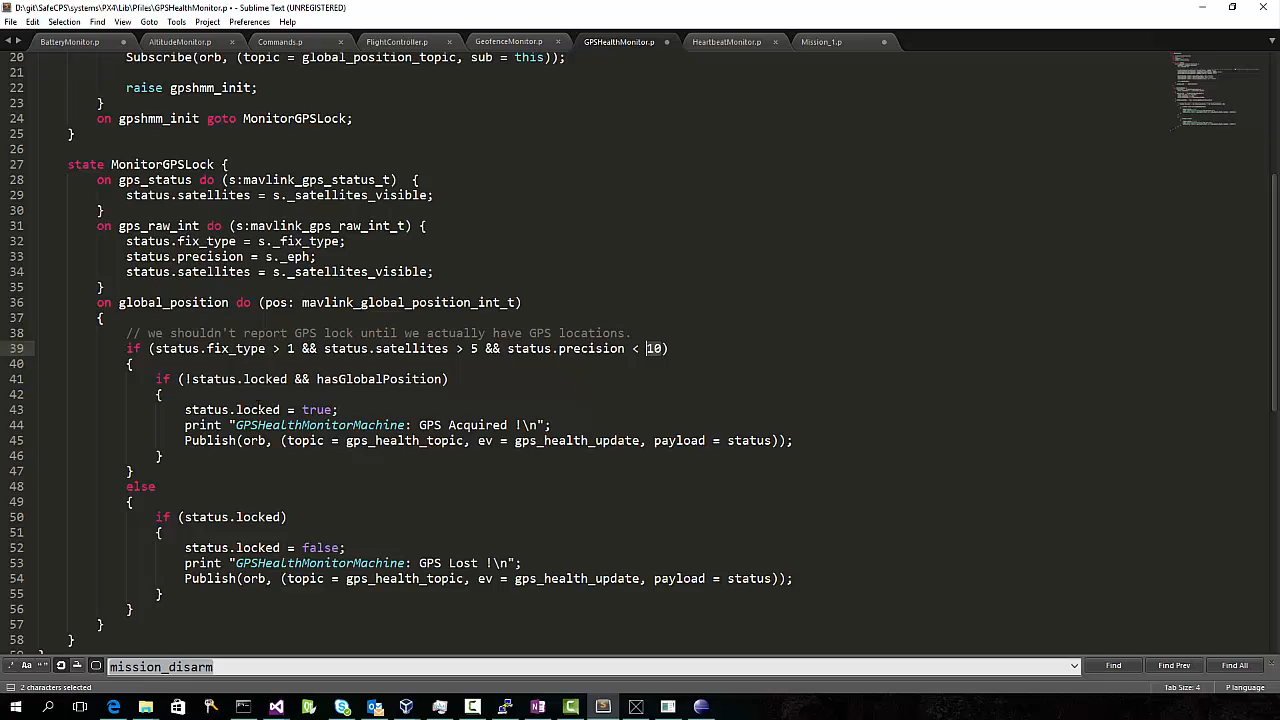 D:\git\SafeCPS\systems\PX4\Lib\Pfiles\GPSHealthMonitor.p • - Sublime Text (UNREGISTERED)
File Edit Selection Find View Goto Tools Project Preferences Help
BatteryMonitor.p AltitudeMonitor.p Commands.p FlightController.p GeofenceMonitor.p GPSHealthMonitor.p HeartbeatMonitor.p Mission_1.p
20 Subscribe(orb, (topic = global_position_topic, sub = this));
21
22 raise gpshmm_init;
23 }
24 on gpshmm_init goto MonitorGPSLock;
25 }
26
27 state MonitorGPSLock {
28 on gps_status do (s:mavlink_gps_status_t) {
29 status.satellites = s._satellites_visible;
30 }
31 on gps_raw_int do (s:mavlink_gps_raw_int_t) {
32 status.fix_type = s._fix_type;
33 status.precision = s._eph;
34 status.satellites = s._satellites_visible;
35 }
36 on global_position do (pos: mavlink_global_position_int_t)
37 {
38 // we shouldn't report GPS lock until we actually have GPS locations.
39 if (status.fix_type > 1 && status.satellites > 5 && status.precision < 10)
40 {
41 if (!status.locked && hasGlobalPosition)
42 {
43 status.locked = true;
44 print "GPSHealthMonitorMachine: GPS Acquired !\n";
45 Publish(orb, (topic = gps_health_topic, ev = gps_health_update, payload = status));
46 }
47 }
48 else
49 {
50 if (status.locked)
51 {
52 status.locked = false;
53 print "GPSHealthMonitorMachine: GPS Lost !\n";
54 Publish(orb, (topic = gps_health_topic, ev = gps_health_update, payload = status));
55 }
56 }
57 }
58 }
mission_disarm Find Find Prev Find All
2 characters selected Tab Size: 4 P language